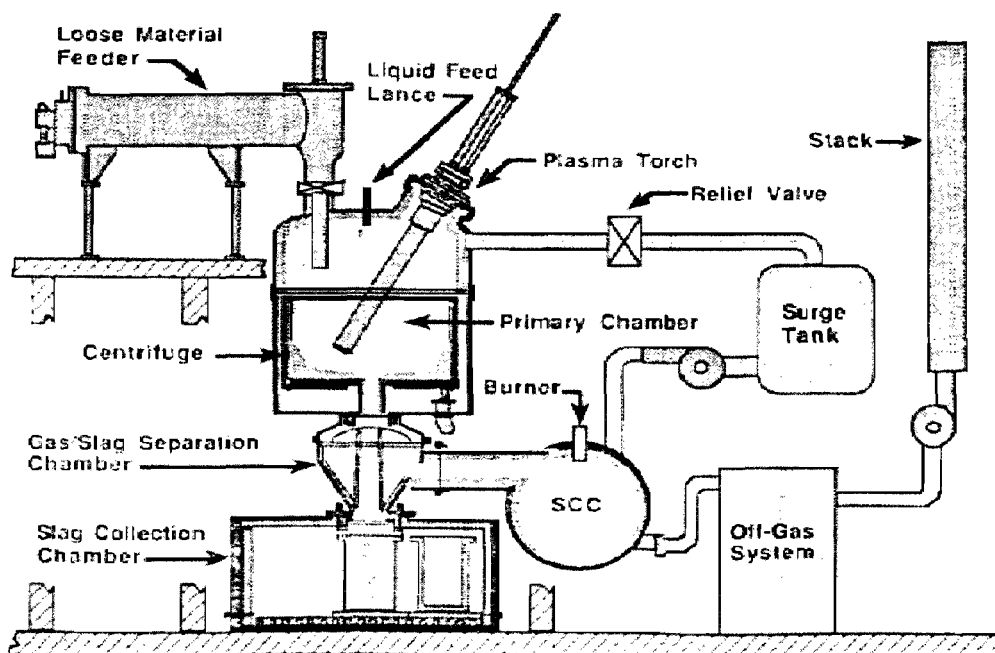 Loose Material
Feeder
Liquid Feed
Lance
Plasma Torch
Stack
Relief Valve
Surge
Tank
Primary Chamber
Centrifuge
Burner
Gas/Slag Separation
Chamber
SCC
Slag Collection
Chamber
Off-Gas
System